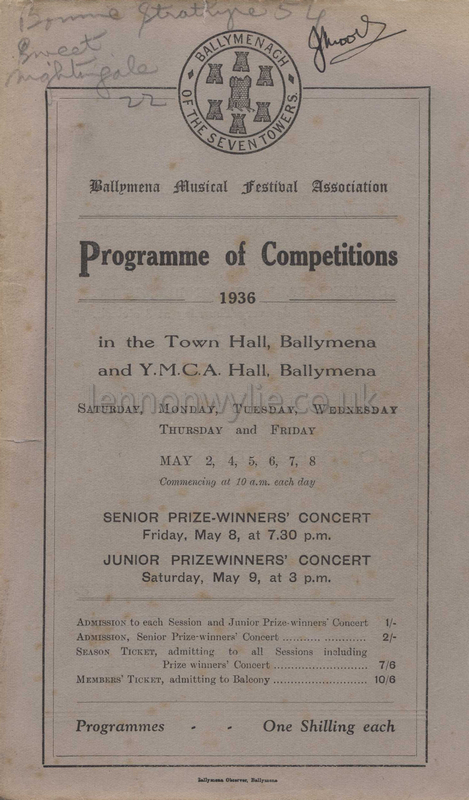 Bonnie Strathyre 54
Sweet
nightingale
22
J Moore
BALLYMENAGH
OF THE SEVEN TOWERS.
Ballymena Musical Festival Association
Programme of Competitions
1936
in the Town Hall, Ballymena
and Y.M.C.A. Hall, Ballymena
lennonwylie.co.uk
SATURDAY, MONDAY, TUESDAY, WEDNESDAY
THURSDAY and FRIDAY
MAY 2, 4, 5, 6, 7, 8
Commencing at 10 a.m. each day
SENIOR PRIZE-WINNERS' CONCERT
Friday, May 8, at 7.30 p.m.
JUNIOR PRIZEWINNERS' CONCERT
Saturday, May 9, at 3 p.m.
ADMISSION to each Session and Junior Prize-winners' Concert 1/-
ADMISSION, Senior Prize-winners' Concert ........... .............. 2/-
SEASON TICKET, admitting to all Sessions including
Prize winners' Concert ............................ 7/6
MEMBERS' TICKET, admitting to Balcony ............................ 10/6
Programmes - - One Shilling each
Ballymena Observer, Ballymena